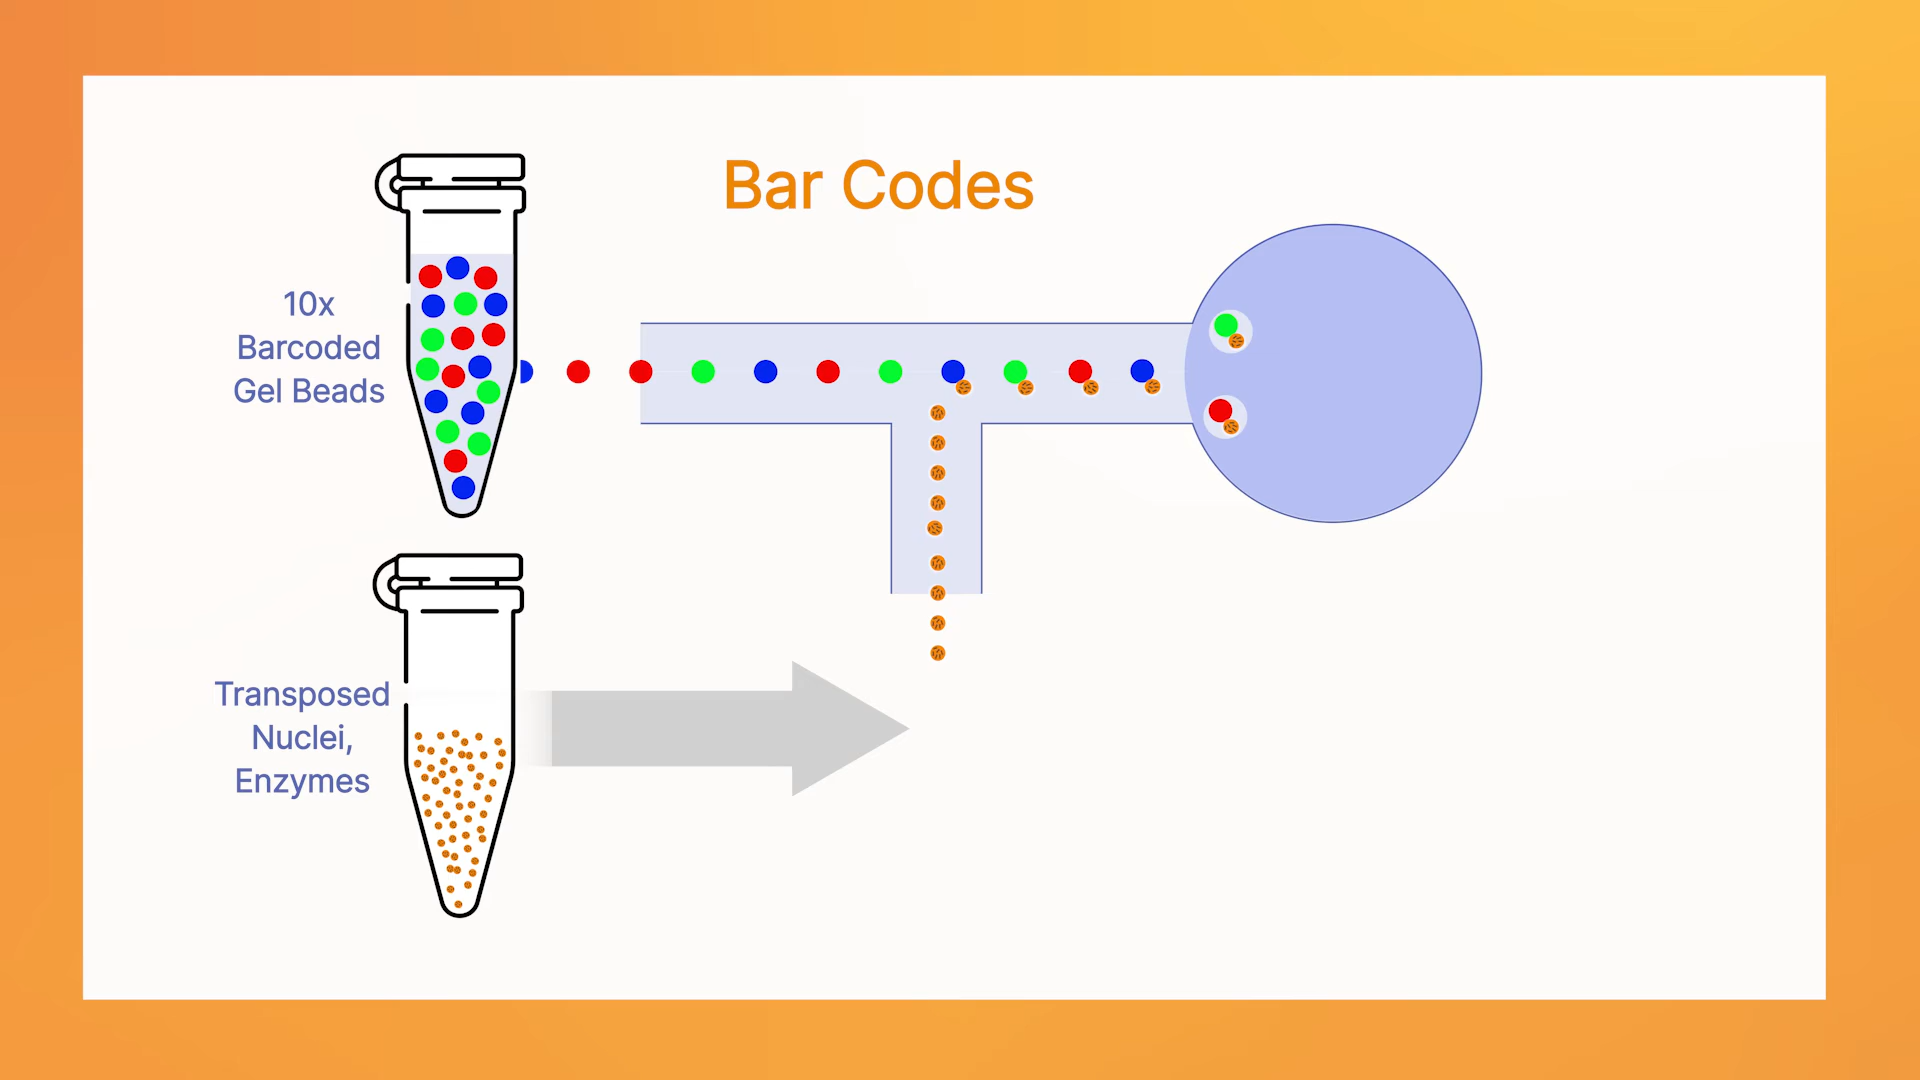 Bar Codes
10x
Barcoded
Gel Beads
Transposed
Nuclei,
Enzymes